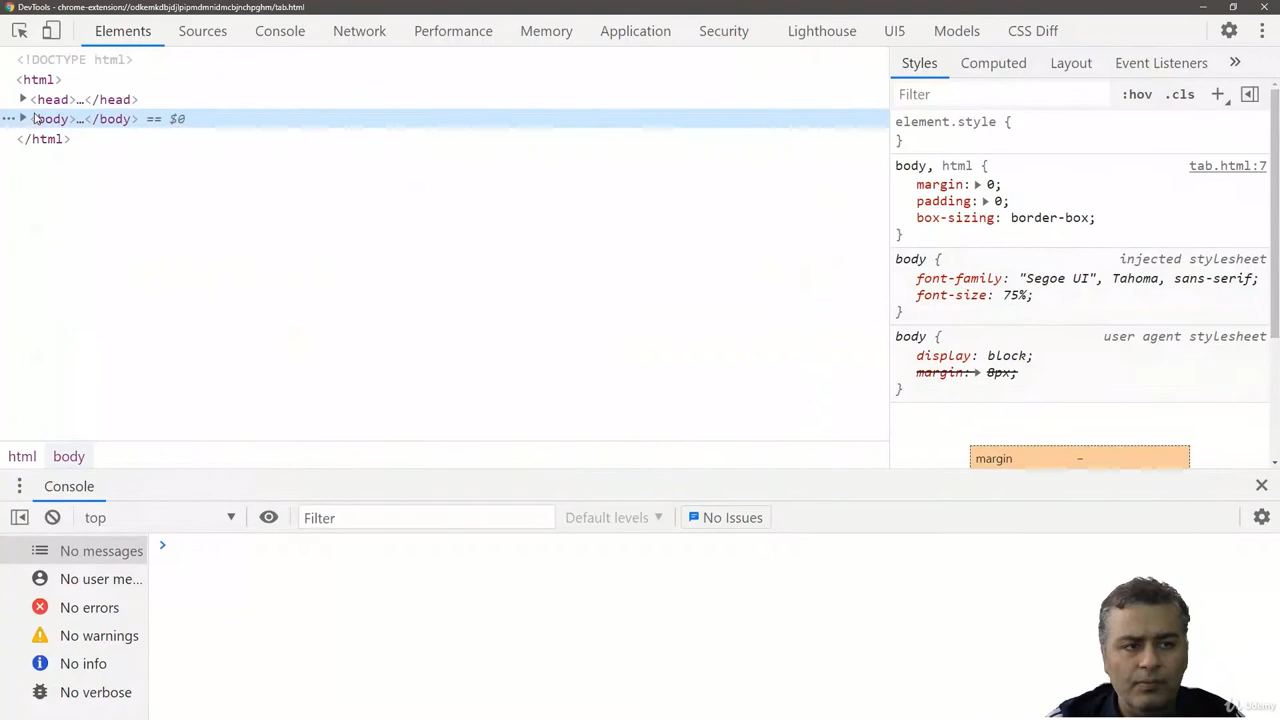 DevTools - chrome-extension://odkemkdbjdjlpipmdmnidmcbjnchpghm/tab.html
Elements Sources Console Network Performance Memory Application Security Lighthouse UI5 Models CSS Diff
<!DOCTYPE html>
<html>
<head>…</head>
<body>…</body> == $0
</html>
html body
Styles Computed Layout Event Listeners »
Filter :hov .cls +
element.style {
}
body, html { tab.html:7
margin: 0;
padding: 0;
box-sizing: border-box;
}
body { injected stylesheet
font-family: "Segoe UI", Tahoma, sans-serif;
font-size: 75%;
}
body { user agent stylesheet
display: block;
margin: 8px;
}
margin –
Console
top Filter Default levels No Issues
No messages
No user me...
No errors
No warnings
No info
No verbose
Udemy